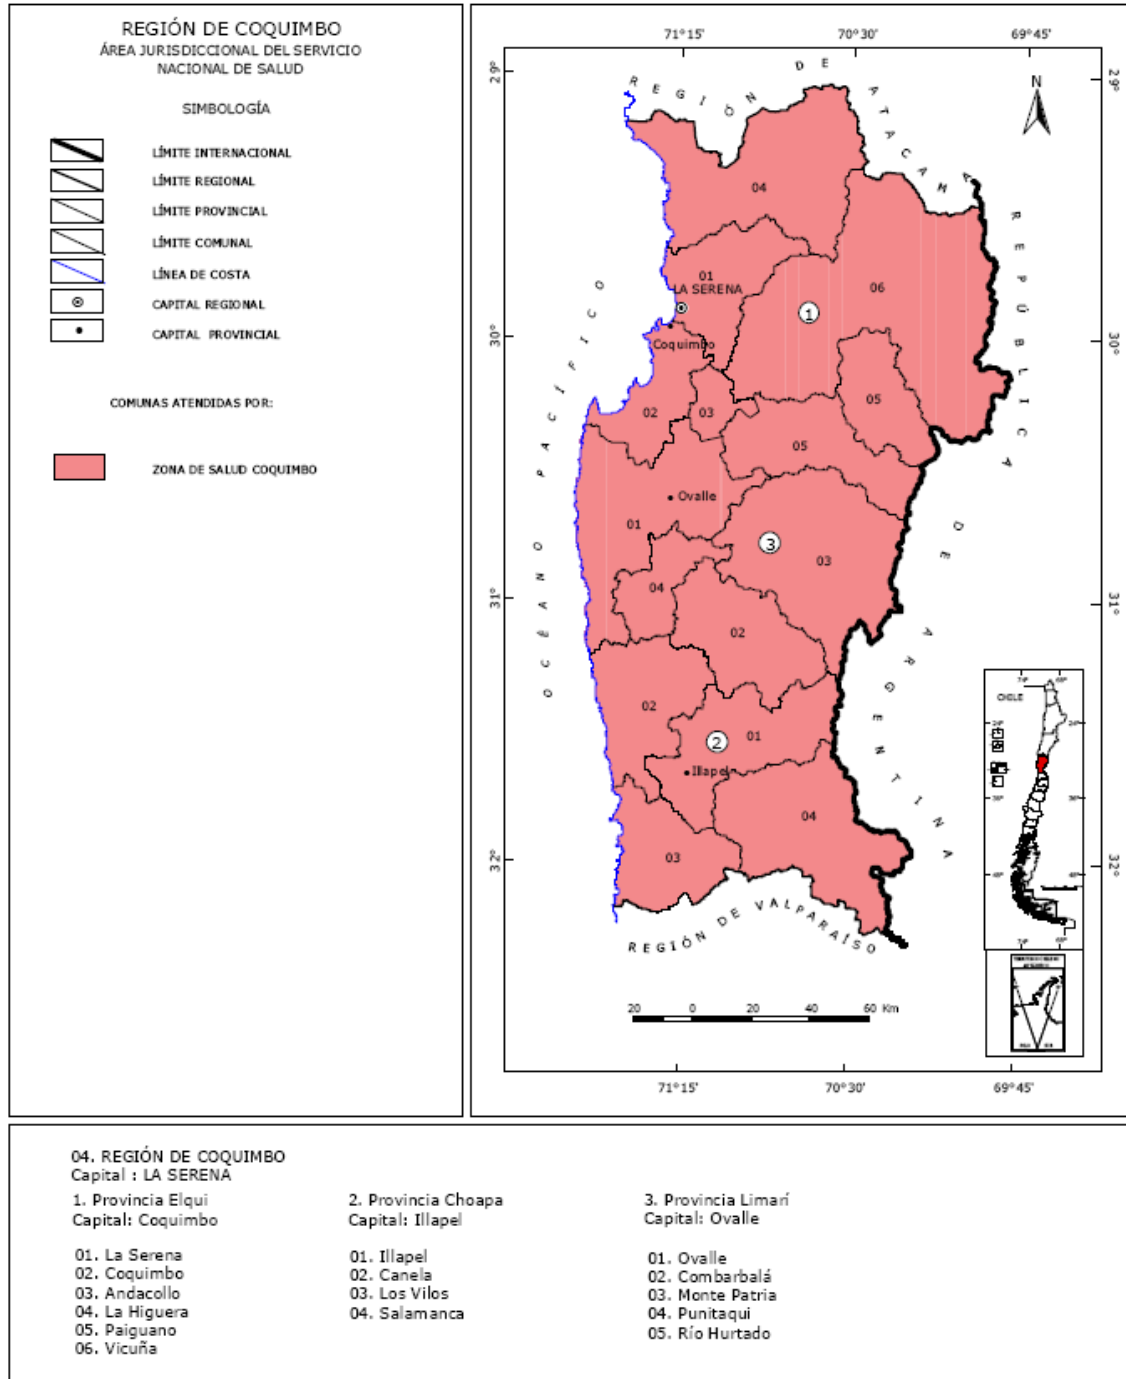 REGIÓN DE COQUIMBO
ÁREA JURISDICCIONAL DEL SERVICIO
NACIONAL DE SALUD
SIMBOLOGÍA
LÍMITE INTERNACIONAL
LÍMITE REGIONAL
LÍMITE PROVINCIAL
LÍMITE COMUNAL
LÍNEA DE COSTA
CAPITAL REGIONAL
CAPITAL PROVINCIAL
COMUNAS ATENDIDAS POR:
ZONA DE SALUD COQUIMBO
71°15'
70°30'
69°45'
29°
29°
REGIÓN DE ATACAMA
N
04
REPÚBLICA DE ARGENTINA
01
LA SERENA
06
1
OCÉANO PACÍFICO
30°
30°
Coquimbo
02
03
05
05
Ovalle
01
3
03
04
31°
31°
02
02
2
01
Illapel
04
03
32°
32°
REGIÓN DE VALPARAÍSO
CHILE
20 0 20 40 60 Km
71°15'
70°30'
69°45'
04. REGIÓN DE COQUIMBO
Capital : LA SERENA
1. Provincia Elqui
Capital: Coquimbo
01. La Serena
02. Coquimbo
03. Andacollo
04. La Higuera
05. Paiguano
06. Vicuña
2. Provincia Choapa
Capital: Illapel
01. Illapel
02. Canela
03. Los Vilos
04. Salamanca
3. Provincia Limarí
Capital: Ovalle
01. Ovalle
02. Combarbalá
03. Monte Patria
04. Punitaqui
05. Río Hurtado